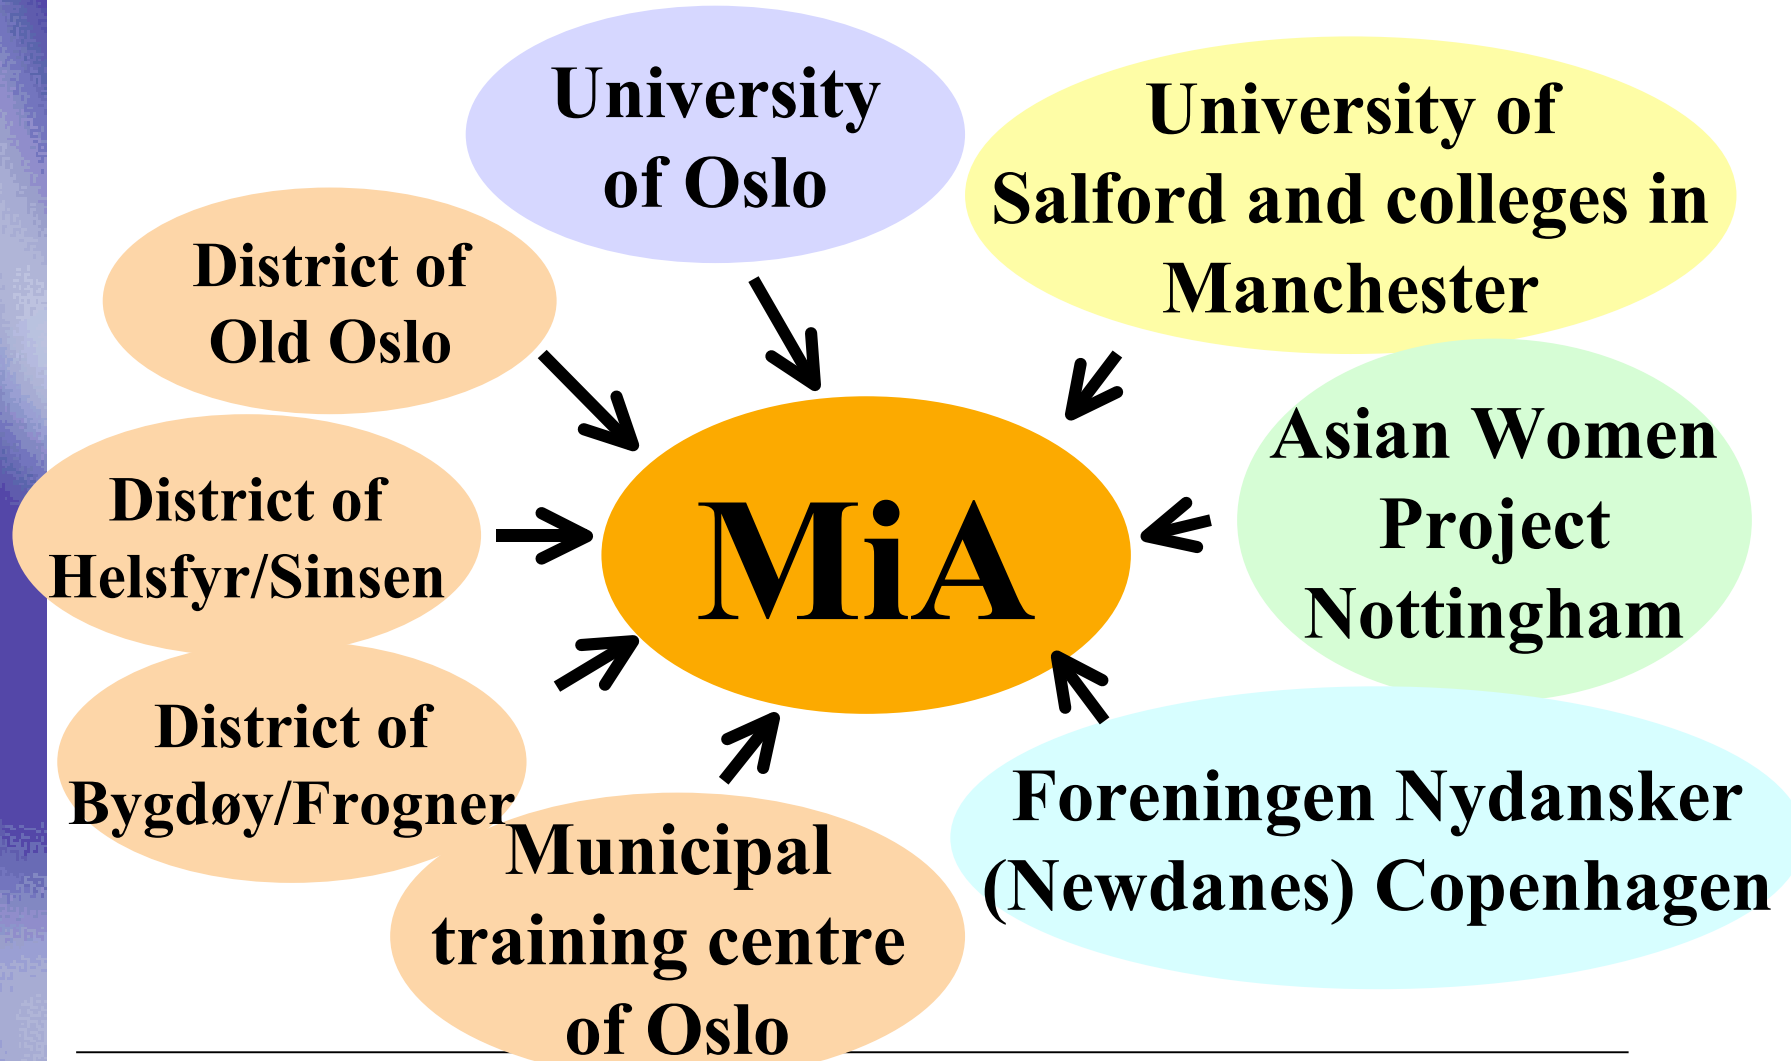 University
of Oslo
University of
Salford and colleges in
Manchester
District of
Old Oslo
Asian Women
Project
Nottingham
District of
Helsfyr/Sinsen
MiA
District of
Bygdøy/Frogner
Foreningen Nydansker
(Newdanes) Copenhagen
Municipal
training centre
of Oslo